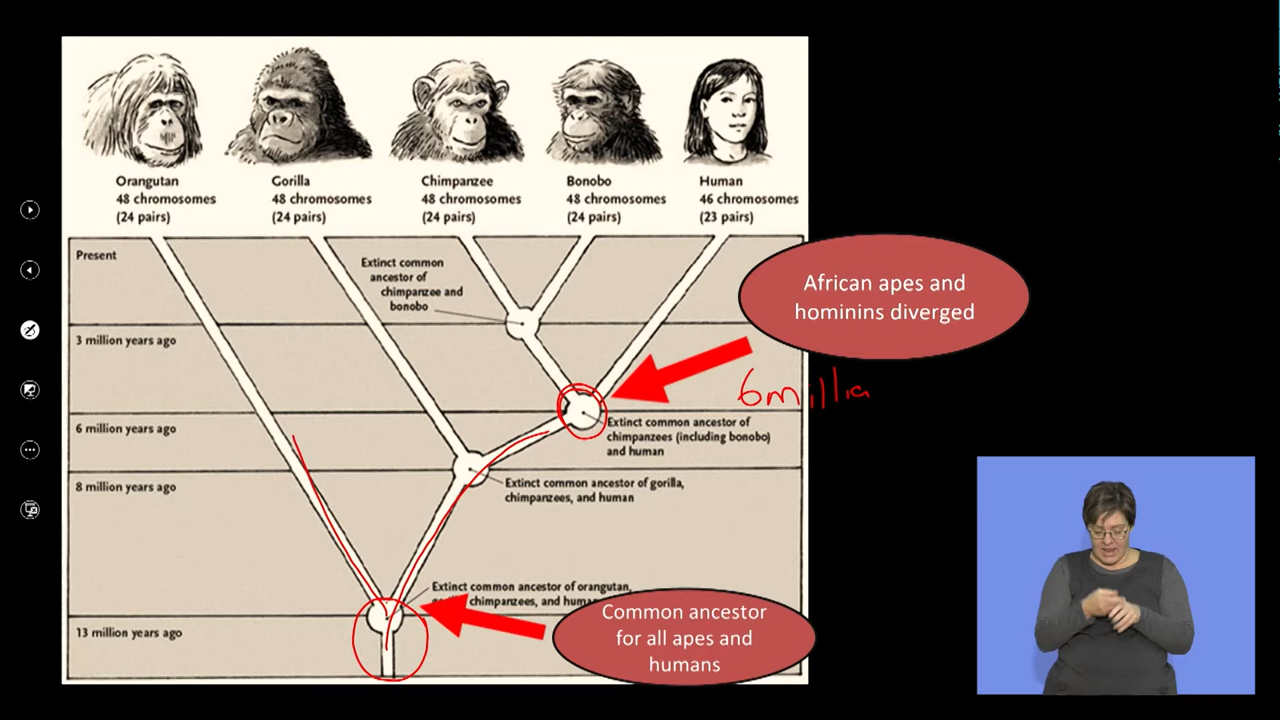 Orangutan
48 chromosomes
(24 pairs)
Gorilla
48 chromosomes
(24 pairs)
Chimpanzee
48 chromosomes
(24 pairs)
Bonobo
48 chromosomes
(24 pairs)
Human
46 chromosomes
(23 pairs)
Present
Extinct common
ancestor of
chimpanzee and
bonobo
African apes and
hominins diverged
3 million years ago
6milli
6 million years ago
Extinct common ancestor of
chimpanzees (including bonobo)
and human
8 million years ago
Extinct common ancestor of gorilla,
chimpanzees, and human
Extinct common ancestor of orangutan,
chimpanzees, and
13 million years ago
Common ancestor
for all apes and
humans